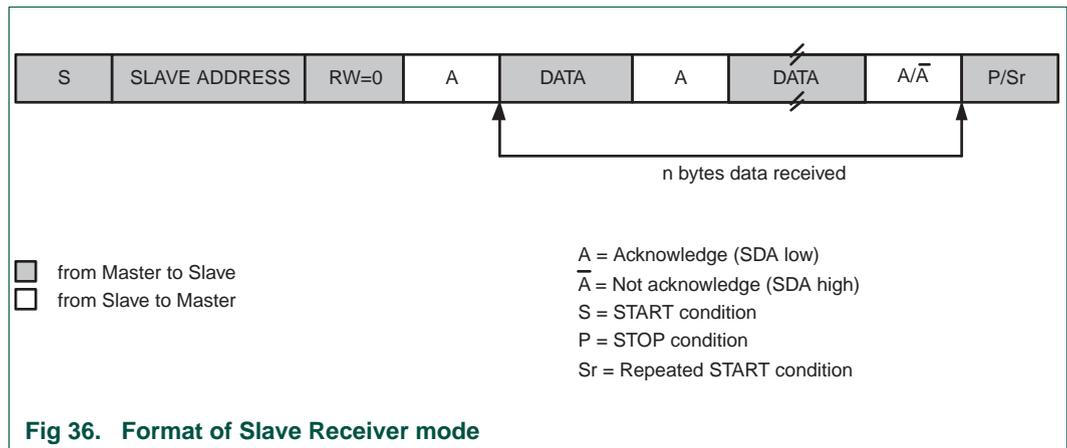 S SLAVE ADDRESS RW=0 A DATA A DATA A/A̅ P/Sr
n bytes data received
from Master to Slave
from Slave to Master
A = Acknowledge (SDA low)
A̅ = Not acknowledge (SDA high)
S = START condition
P = STOP condition
Sr = Repeated START condition
Fig 36. Format of Slave Receiver mode